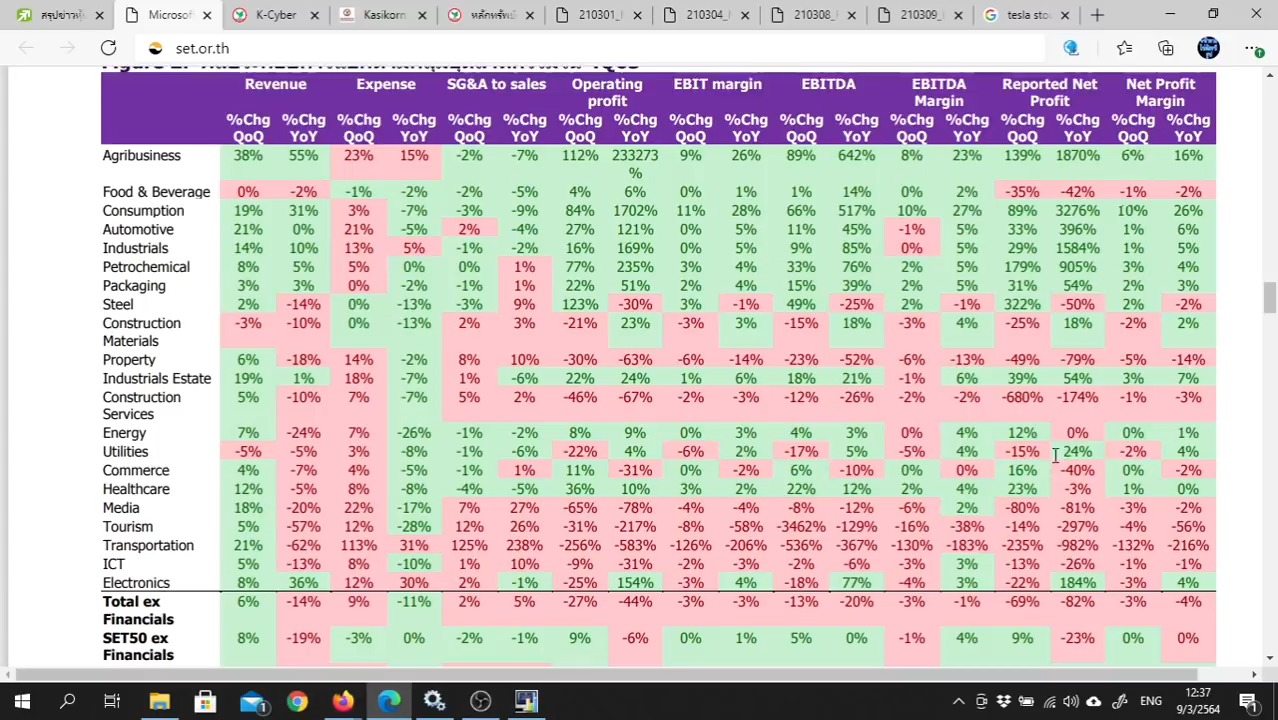 สรุปข่าวหุ้น
Microsoft
K-Cyber
Kasikorn
หลักทรัพย์
210301_
210304_
210308_
210309_
tesla sto
set.or.th
Revenue Expense SG&A to sales Operating profit EBIT margin EBITDA EBITDA Margin Reported Net Profit Net Profit Margin
%Chg QoQ %Chg YoY %Chg QoQ %Chg YoY %Chg QoQ %Chg YoY %Chg QoQ %Chg YoY %Chg QoQ %Chg YoY %Chg QoQ %Chg YoY %Chg QoQ %Chg YoY %Chg QoQ %Chg YoY %Chg QoQ %Chg YoY
Agribusiness 38% 55% 23% 15% -2% -7% 112% 233273% 9% 26% 89% 642% 8% 23% 139% 1870% 6% 16%
Food & Beverage 0% -2% -1% -2% -2% -5% 4% 6% 0% 1% 1% 14% 0% 2% -35% -42% -1% -2%
Consumption 19% 31% 3% -7% -3% -9% 84% 1702% 11% 28% 66% 517% 10% 27% 89% 3276% 10% 26%
Automotive 21% 0% 21% -5% 2% -4% 27% 121% 0% 5% 11% 45% -1% 5% 33% 396% 1% 6%
Industrials 14% 10% 13% 5% -1% -2% 16% 169% 0% 5% 9% 85% 0% 5% 29% 1584% 1% 5%
Petrochemical 8% 5% 5% 0% 0% 1% 77% 235% 3% 4% 33% 76% 2% 5% 179% 905% 3% 4%
Packaging 3% 3% 0% -2% -1% 1% 22% 51% 2% 4% 15% 39% 2% 5% 31% 54% 2% 3%
Steel 2% -14% 0% -13% -3% 9% 123% -30% 3% -1% 49% -25% 2% -1% 322% -50% 2% -2%
Construction Materials -3% -10% 0% -13% 2% 3% -21% 23% -3% 3% -15% 18% -3% 4% -25% 18% -2% 2%
Property 6% -18% 14% -2% 8% 10% -30% -63% -6% -14% -23% -52% -6% -13% -49% -79% -5% -14%
Industrials Estate 19% 1% 18% -7% 1% -6% 22% 24% 1% 6% 18% 21% -1% 6% 39% 54% 3% 7%
Construction Services 5% -10% 7% -7% 5% 2% -46% -67% -2% -3% -12% -26% -2% -2% -680% -174% -1% -3%
Energy 7% -24% 3% -26% -1% -2% 8% 9% 0% 3% 4% 3% 0% 4% 12% 0% 0% 1%
Utilities -5% -5% 3% -8% -1% -6% -22% 4% -6% 2% -17% 5% -5% 4% -15% 24% -2% 4%
Commerce 4% -7% 4% -5% -1% 1% 11% -31% 0% -2% 6% -10% 0% 0% 16% -40% 0% -2%
Healthcare 12% -5% 8% -8% -4% -5% 36% 10% 3% 2% 22% 12% 2% 4% 23% -3% 1% 0%
Media 18% -20% 22% -17% 7% 27% -65% -78% -4% -4% -8% -12% -6% 2% -80% -81% -3% -2%
Tourism 5% -57% 12% -28% 12% 26% -31% -217% -8% -58% -3462% -129% -16% -38% -14% -297% -4% -56%
Transportation 21% -62% 113% 31% 125% 238% -256% -583% -126% -206% -536% -367% -130% -183% -235% -982% -132% -216%
ICT 5% -13% 8% -10% 1% 10% -9% -31% -2% -3% -2% -6% -3% 3% -13% -26% -1% -1%
Electronics 8% 36% 12% 30% 2% -1% -25% 154% -3% 4% -18% 77% -4% 3% -22% 184% -3% 4%
Total ex Financials 6% -14% 9% -11% 2% 5% -27% -44% -3% -3% -13% -20% -3% -1% -69% -82% -3% -4%
SET50 ex Financials 8% -19% -3% 0% -2% -1% 9% -6% 0% 1% 5% 0% -1% 4% 9% -23% 0% 0%
ENG
12:37
9/3/2564